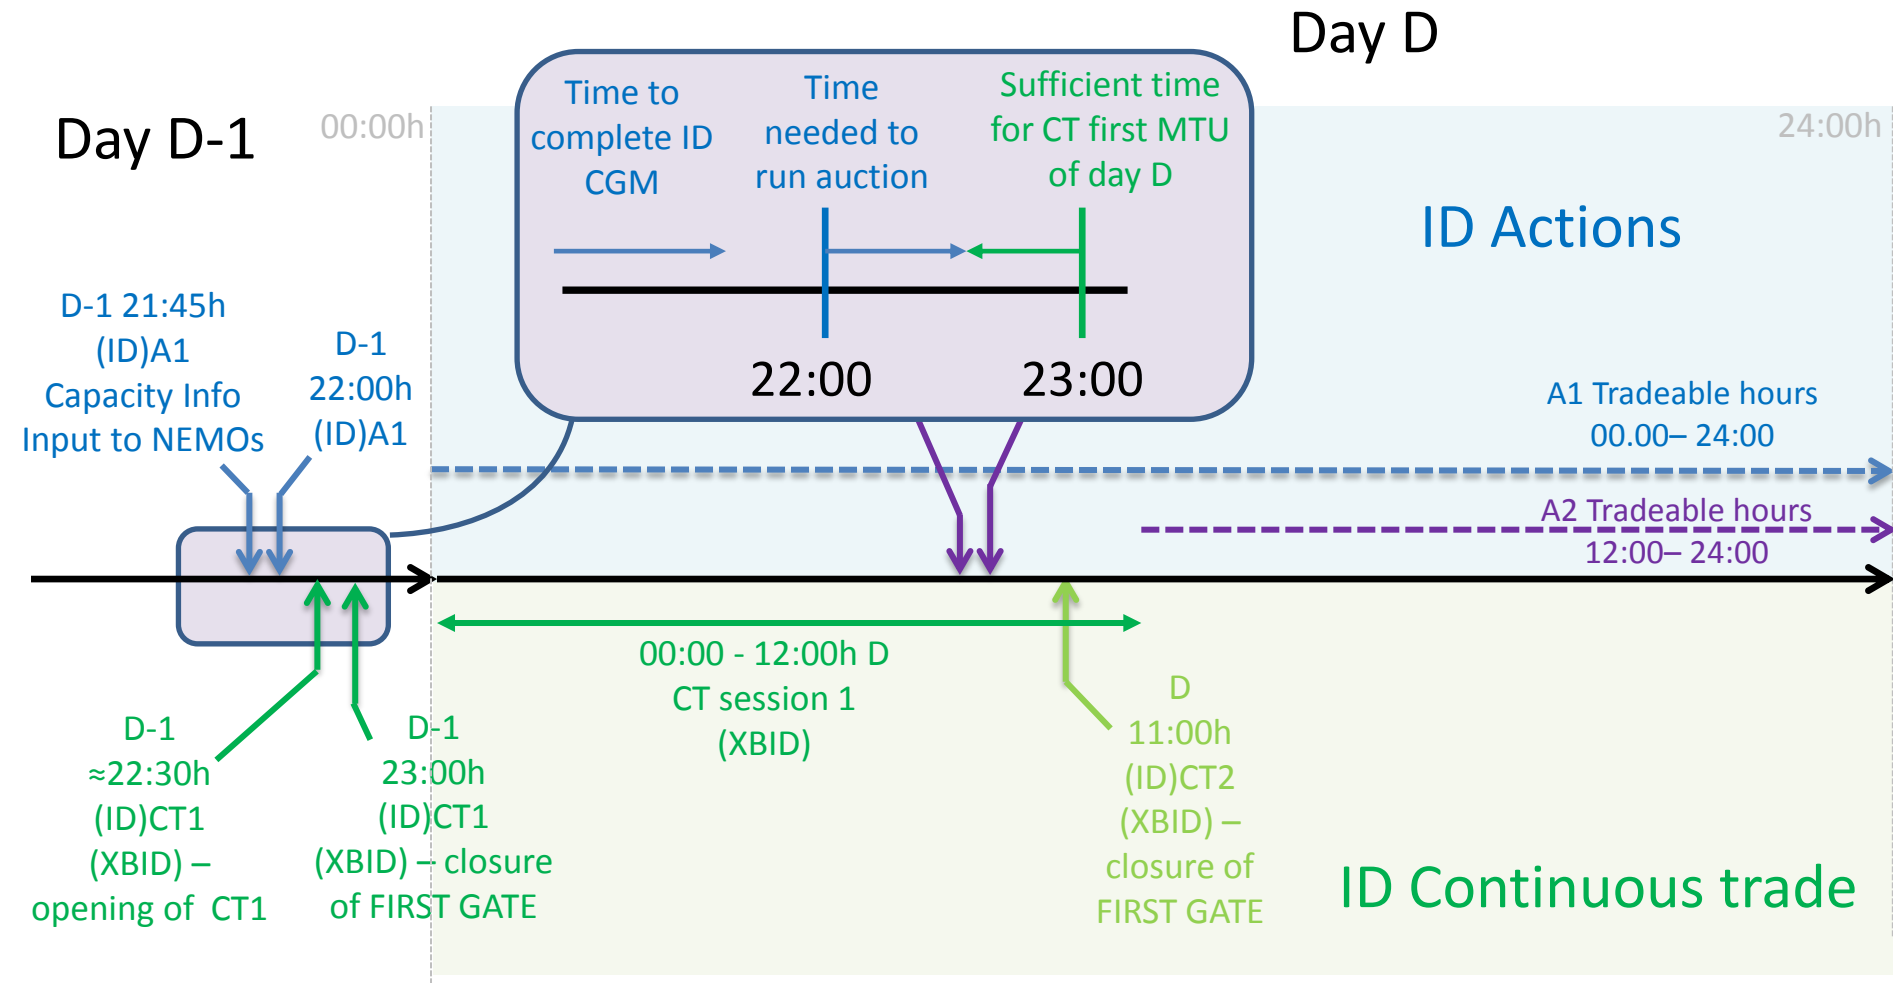 Day D
Day D-1
00:00h
24:00h
Time to
complete ID
CGM
Time
needed to
run auction
Sufficient time
for CT first MTU
of day D
22:00
23:00
ID Actions
D-1 21:45h
(ID)A1
Capacity Info
Input to NEMOs
D-1
22:00h
(ID)A1
A1 Tradeable hours
00.00– 24:00
A2 Tradeable hours
12:00– 24:00
00:00 - 12:00h D
CT session 1
(XBID)
D-1
≈22:30h
(ID)CT1
(XBID) –
opening of CT1
D-1
23:00h
(ID)CT1
(XBID) – closure
of FIRST GATE
D
11:00h
(ID)CT2
(XBID) –
closure of
FIRST GATE
ID Continuous trade